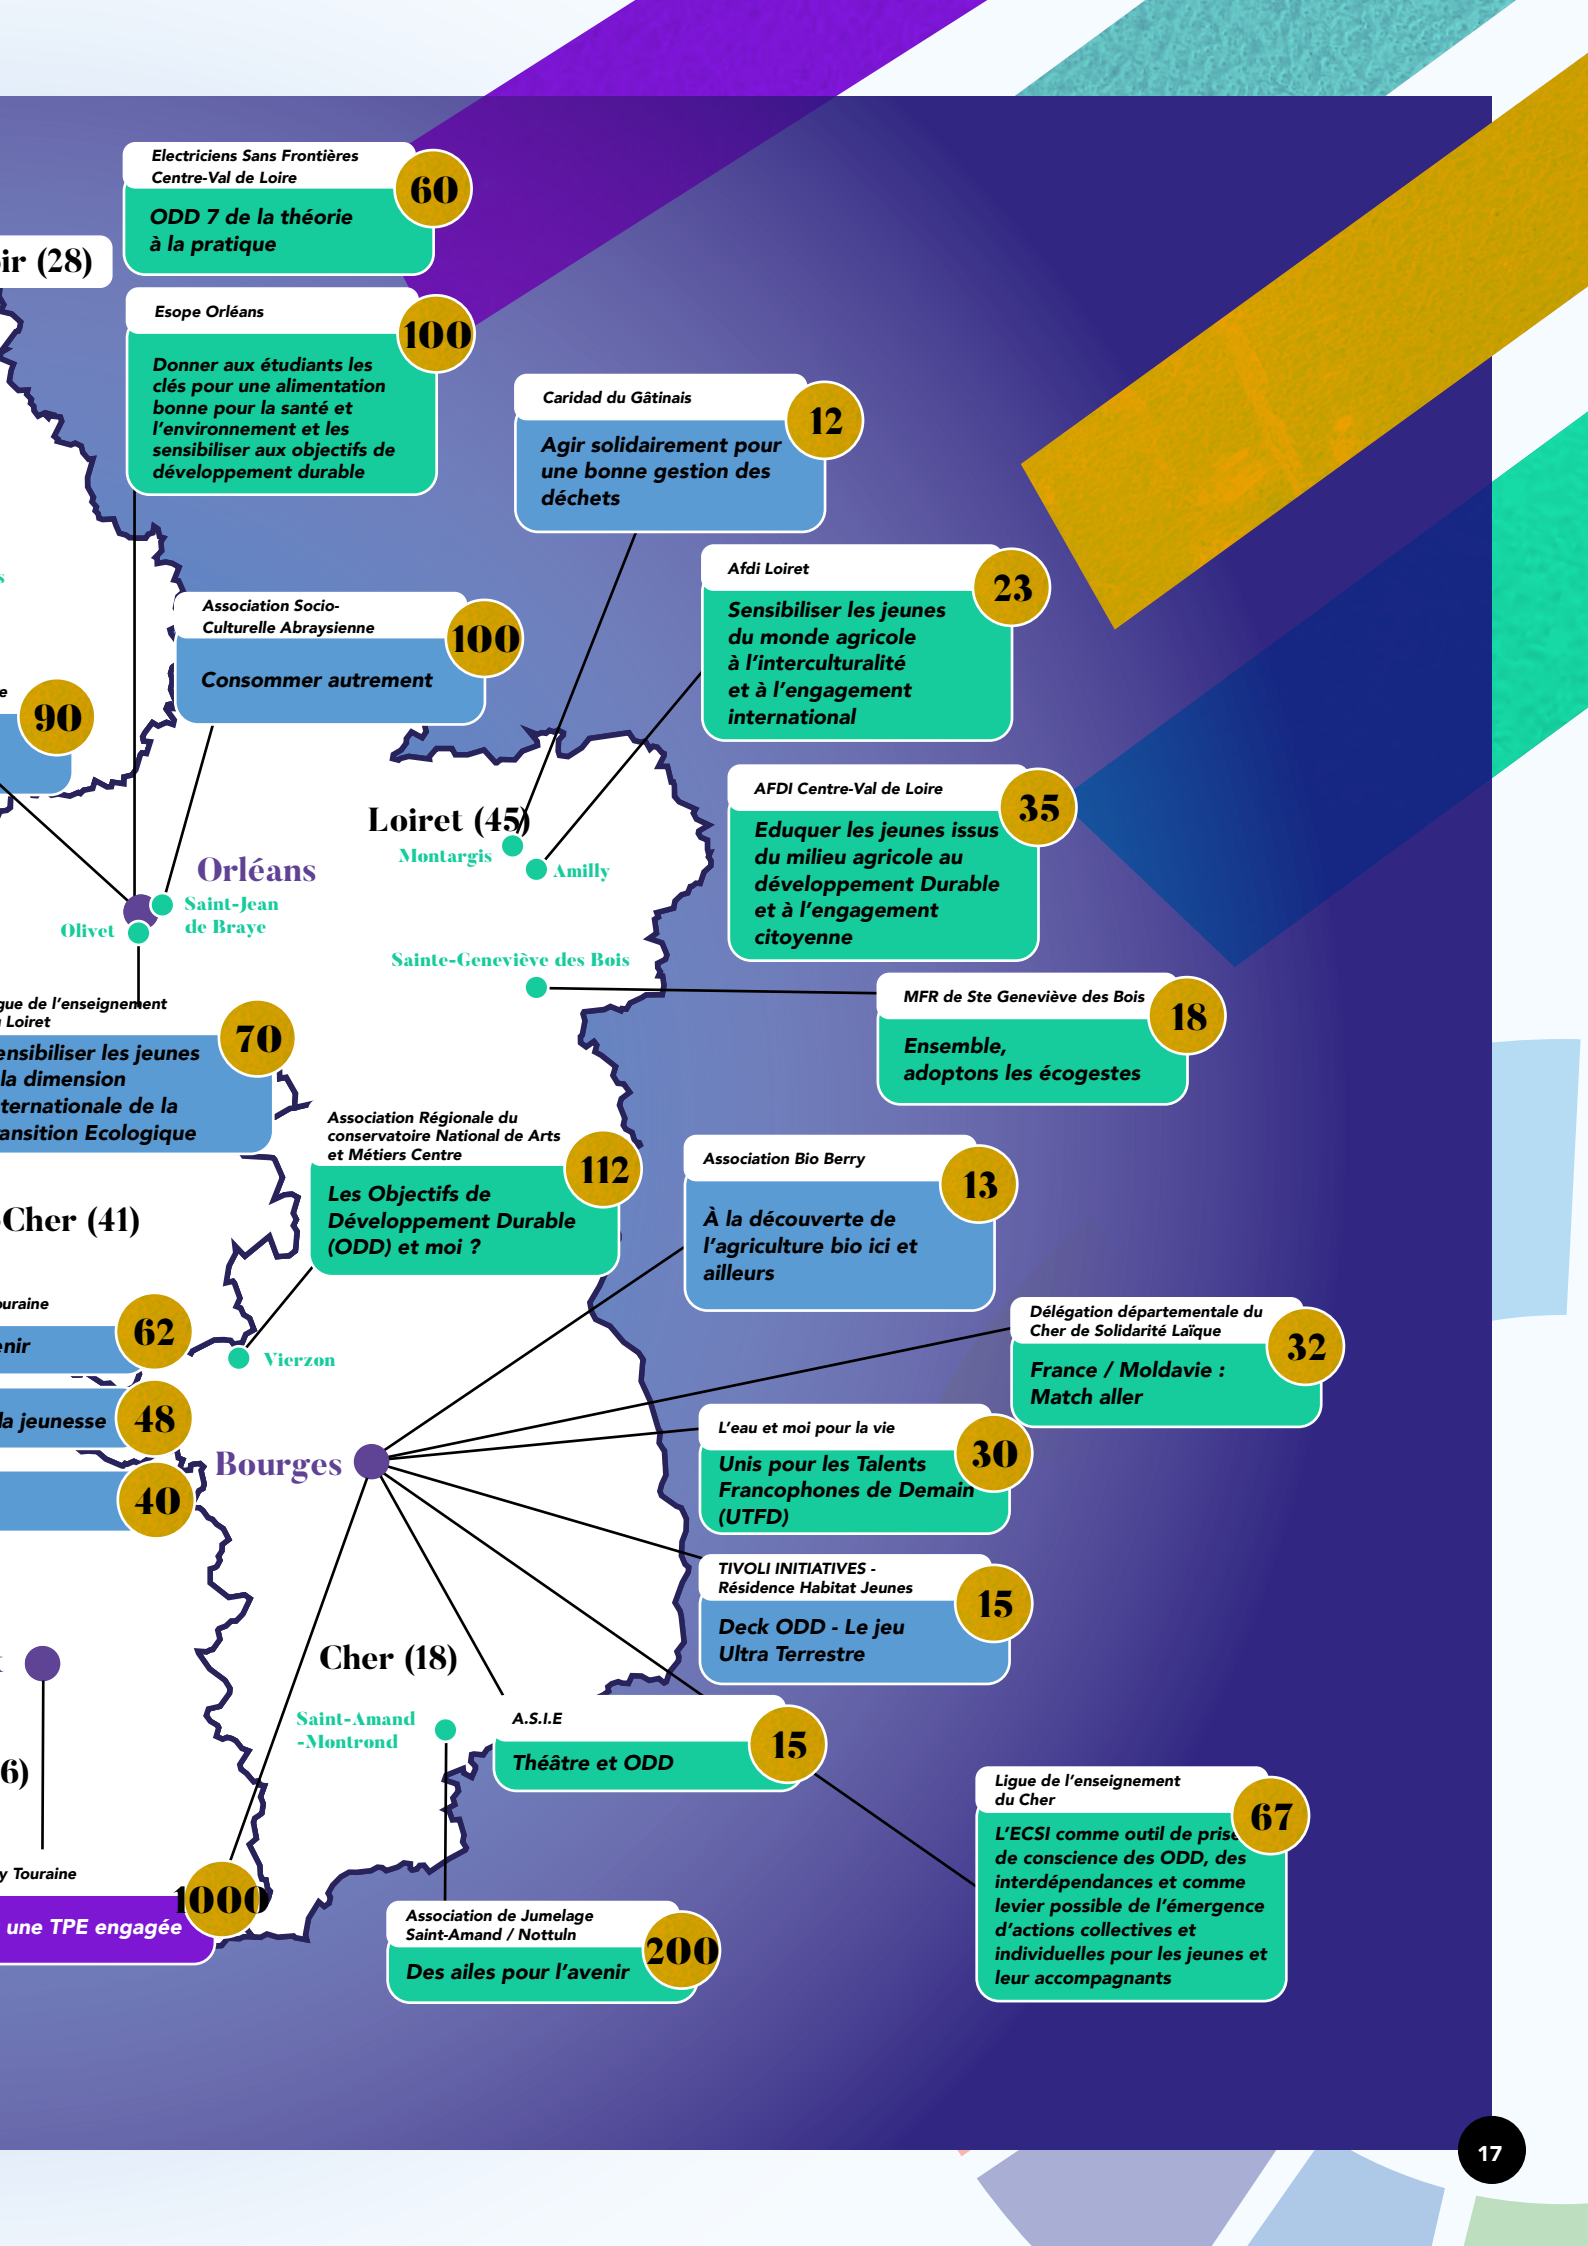 Electriciens Sans Frontières
Centre-Val de Loire
60
ODD 7 de la théorie
à la pratique
ir (28)
Esope Orléans
100
Donner aux étudiants les
clés pour une alimentation
bonne pour la santé et
l'environnement et les
sensibiliser aux objectifs de
développement durable
Caridad du Gâtinais
12
Agir solidairement pour
une bonne gestion des
déchets
Afdi Loiret
23
Sensibiliser les jeunes
du monde agricole
à l'interculturalité
et à l'engagement
international
s
Association Socio-
Culturelle Abraysienne
100
Consommer autrement
e
90
AFDI Centre-Val de Loire
35
Eduquer les jeunes issus
du milieu agricole au
développement Durable
et à l'engagement
citoyenne
Loiret (45)
Montargis
Amilly
Orléans
Saint-Jean
de Braye
Olivet
Sainte-Geneviève des Bois
MFR de Ste Geneviève des Bois
18
Ensemble,
adoptons les écogestes
gue de l'enseignement
Loiret
70
ensibiliser les jeunes
la dimension
ternationale de la
ansition Ecologique
Association Régionale du
conservatoire National de Arts
et Métiers Centre
112
Les Objectifs de
Développement Durable
(ODD) et moi ?
Association Bio Berry
13
À la découverte de
l'agriculture bio ici et
ailleurs
-Cher (41)
ouraine
62
enir
Vierzon
Délégation départementale du
Cher de Solidarité Laïque
32
France / Moldavie :
Match aller
la jeunesse
48
L'eau et moi pour la vie
30
Unis pour les Talents
Francophones de Demain
(UTFD)
Bourges
40
TIVOLI INITIATIVES -
Résidence Habitat Jeunes
15
Deck ODD - Le jeu
Ultra Terrestre
Cher (18)
Saint-Amand
-Montrond
A.S.I.E
15
Théâtre et ODD
6)
Ligue de l'enseignement
du Cher
67
L'ECSI comme outil de prise
de conscience des ODD, des
interdépendances et comme
levier possible de l'émergence
d'actions collectives et
individuelles pour les jeunes et
leur accompagnants
y Touraine
1000
une TPE engagée
Association de Jumelage
Saint-Amand / Nottuln
200
Des ailes pour l'avenir
17